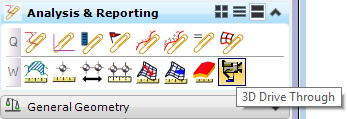 Analysis & Reporting
Q
W
3D Drive Through
General Geometry